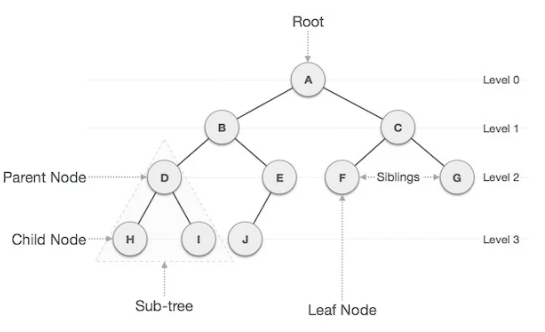 Root
A
Level 0
B
C
Level 1
Parent Node
D
E
F
Siblings
G
Level 2
Child Node
H
I
J
Level 3
Sub-tree
Leaf Node